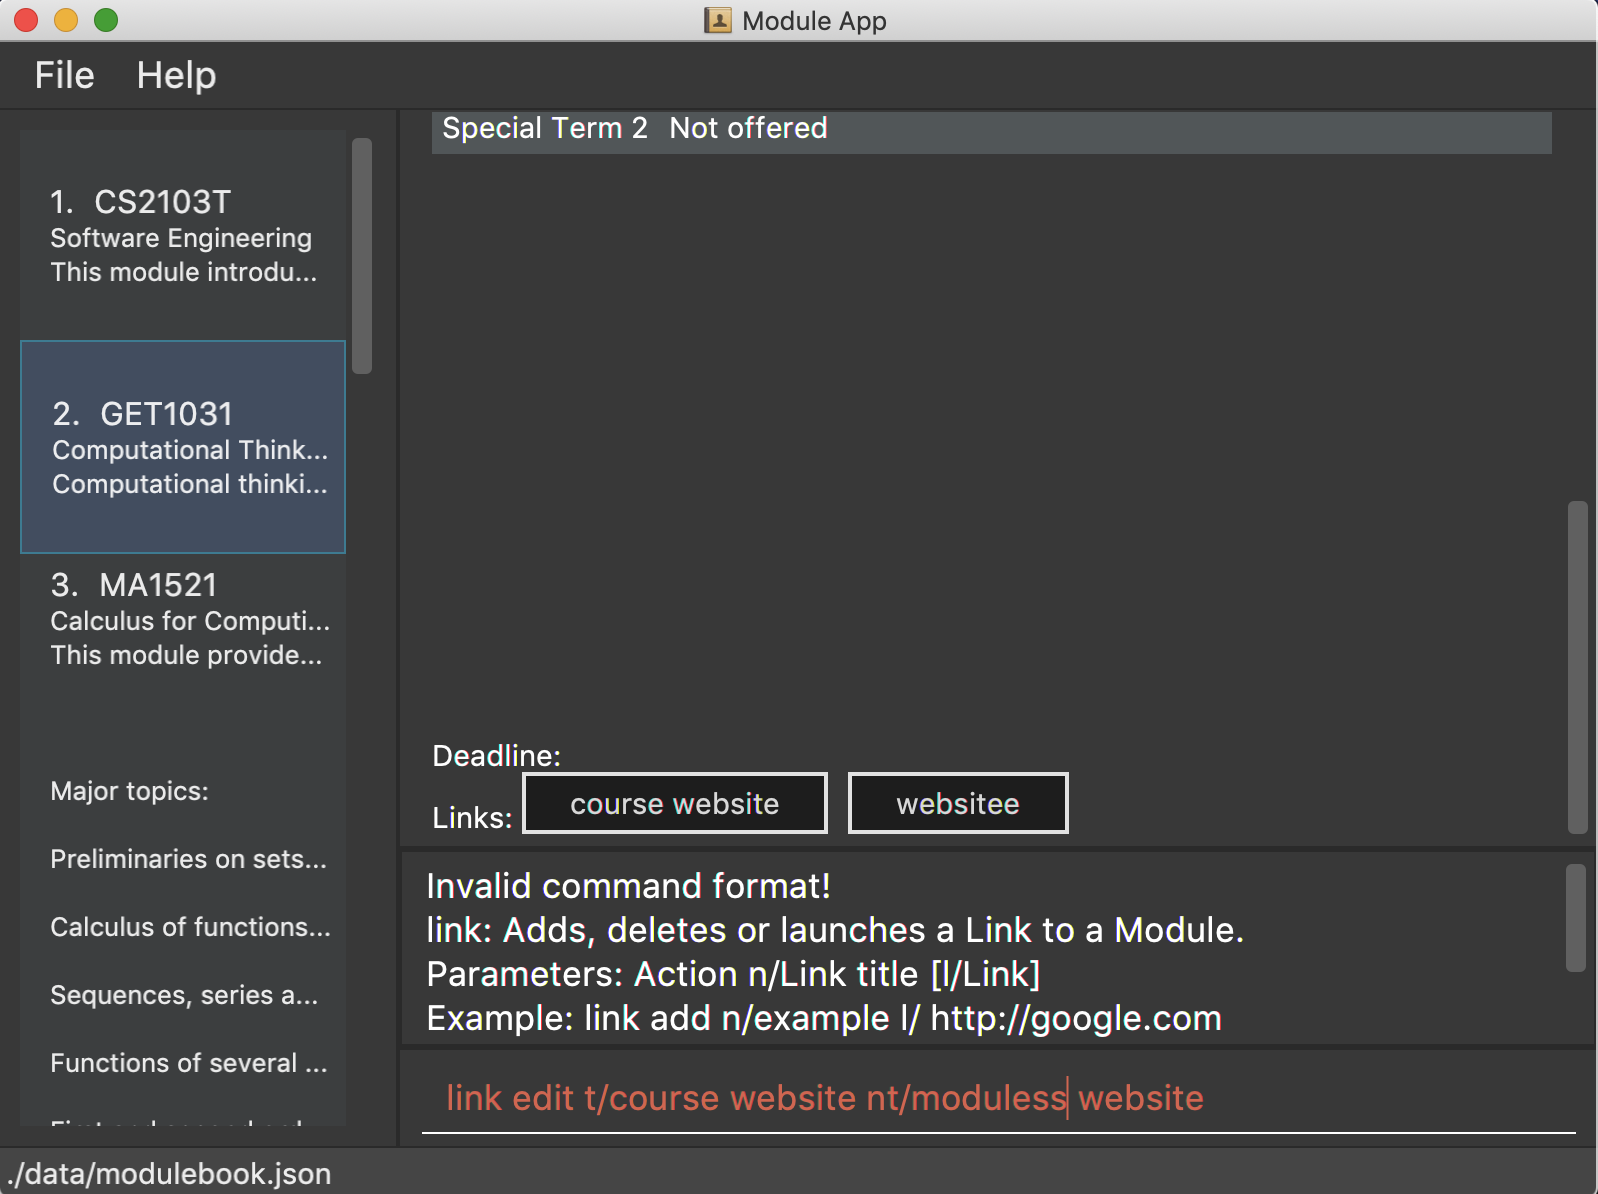 Module App
File Help
1. CS2103T
Software Engineering
This module introdu...
2. GET1031
Computational Think...
Computational thinki...
3. MA1521
Calculus for Computi...
This module provide...
Major topics:
Preliminaries on sets...
Calculus of functions...
Sequences, series a...
Functions of several ...
Special Term 2 Not offered
Deadline:
Links: course website websitee
Invalid command format!
link: Adds, deletes or launches a Link to a Module.
Parameters: Action n/Link title [l/Link]
Example: link add n/example l/ http://google.com
link edit t/course website nt/moduless website
./data/modulebook.json